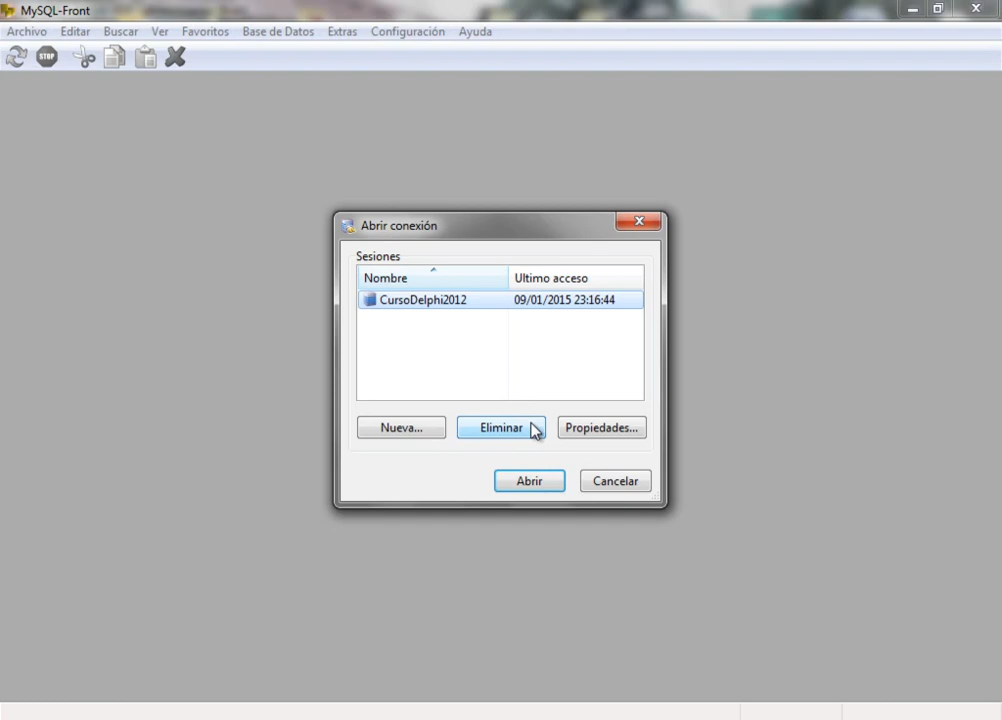 MySQL-Front
Archivo Editar Buscar Ver Favoritos Base de Datos Extras Configuración Ayuda
STOP
Abrir conexión
Sesiones
Nombre Ultimo acceso
CursoDelphi2012 09/01/2015 23:16:44
Nueva... Eliminar Propiedades...
Abrir Cancelar